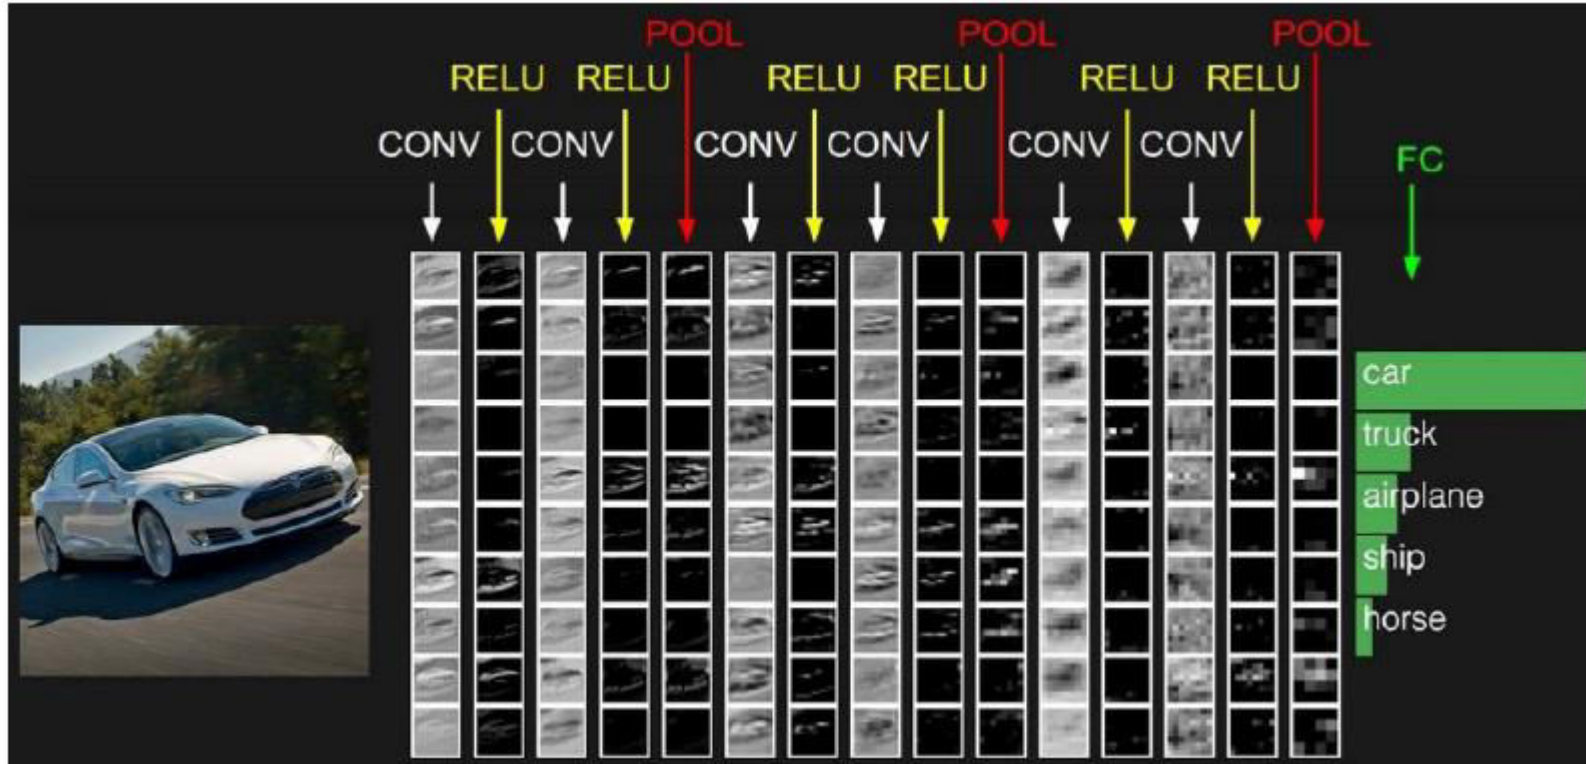 POOL POOL POOL
RELU RELU RELU RELU RELU RELU
CONV CONV CONV CONV CONV CONV
FC
car
truck
airplane
ship
horse